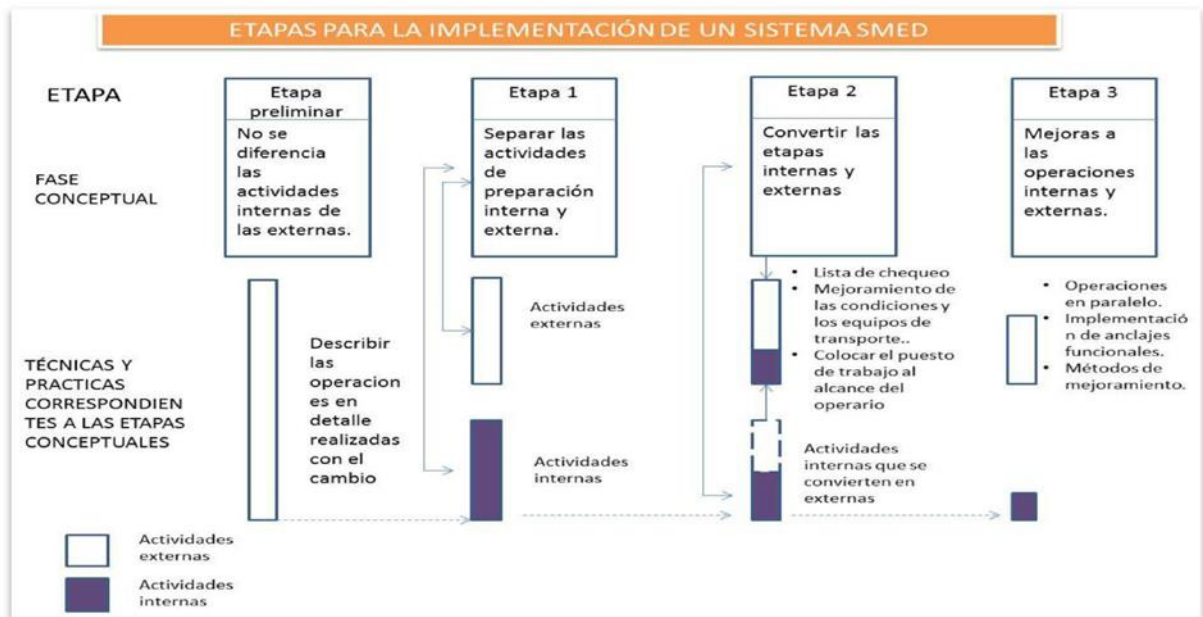 ETAPAS PARA LA IMPLEMENTACIÓN DE UN SISTEMA SMED
ETAPA
Etapa
preliminar
Etapa 1
Etapa 2
Etapa 3
FASE
CONCEPTUAL
No se
diferencia
las
actividades
internas de
las externas.
Separar las
actividades
de
preparación
interna y
externa.
Convertir las
etapas
internas y
externas
Mejoras a
las
operaciones
internas y
externas.
TÉCNICAS Y
PRACTICAS
CORRESPONDIEN
TES A LAS ETAPAS
CONCEPTUALES
Describir
las
operacion
es en
detalle
realizadas
con el
cambio
Actividades
externas
Actividades
internas
• Lista de chequeo
• Mejoramiento de
las condiciones y
los equipos de
transporte..
• Colocar el puesto
de trabajo al
alcance del
operario
Actividades
internas que se
convierten en
externas
• Operaciones
en paralelo.
• Implementació
n de anclajes
funcionales.
• Métodos de
mejoramiento.
Actividades
externas
Actividades
internas